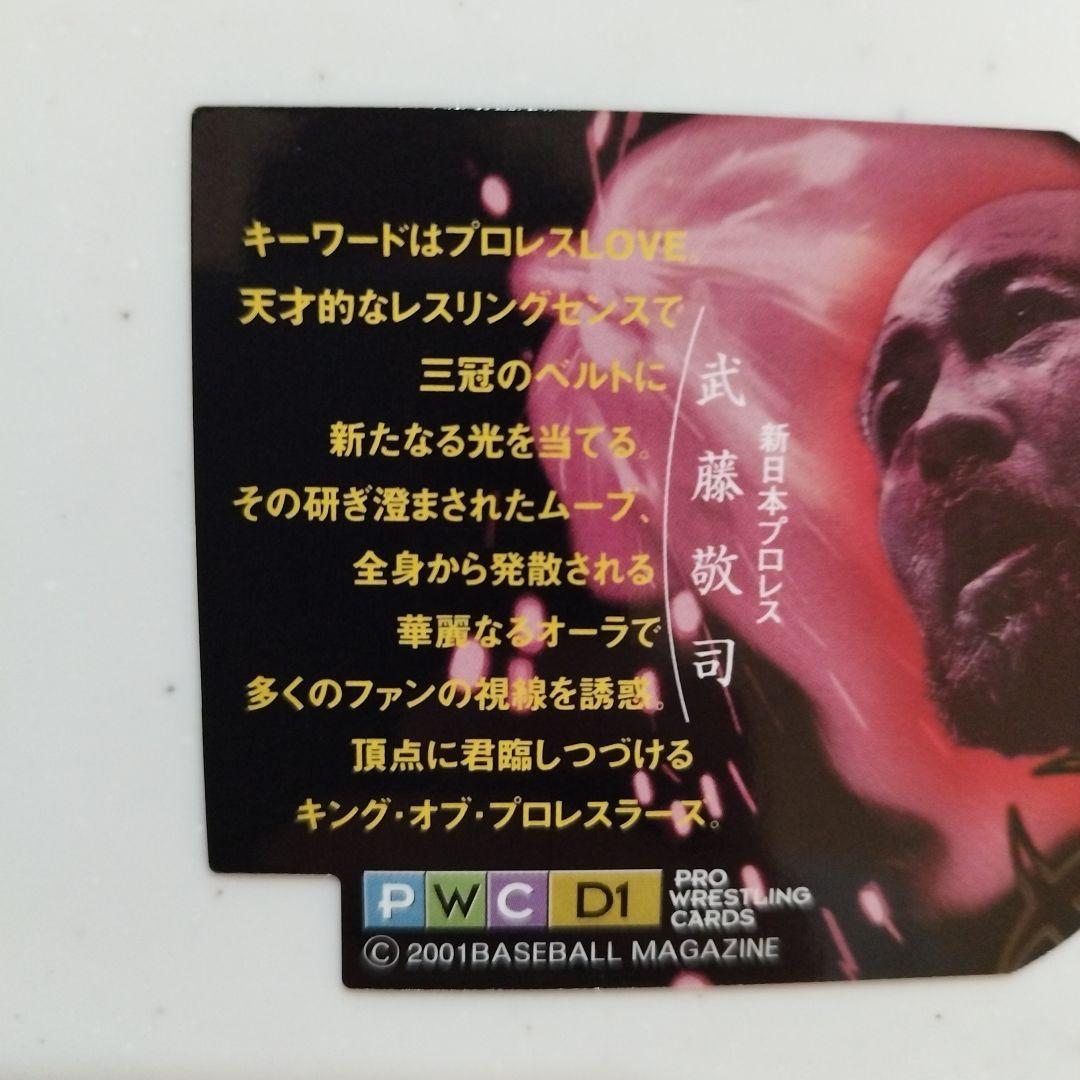 キーワードはプロレスLOVE。
天才的なレスリングセンスで
三冠のベルトに
新たなる光を当てる。
その研ぎ澄まされたムーブ、
全身から発散される
華麗なるオーラで
多くのファンの視線を誘惑。
頂点に君臨しつづける
キング・オブ・プロレスラーズ。
武藤敬司
新日本プロレス
PWC D1 PRO WRESTLING CARDS
© 2001 BASEBALL MAGAZINE